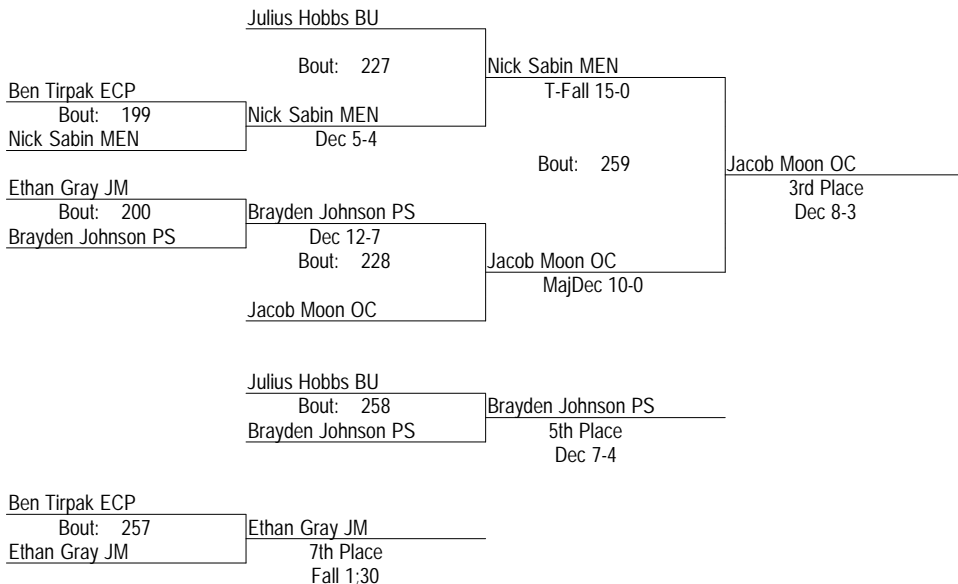 Julius Hobbs BU
Bout: 227
Nick Sabin MEN
T-Fall 15-0
Ben Tirpak ECP
Bout: 199
Nick Sabin MEN
Nick Sabin MEN
Dec 5-4
Bout: 259
Jacob Moon OC
3rd Place
Dec 8-3
Ethan Gray JM
Bout: 200
Brayden Johnson PS
Brayden Johnson PS
Dec 12-7
Bout: 228
Jacob Moon OC
MajDec 10-0
Jacob Moon OC
Julius Hobbs BU
Bout: 258
Brayden Johnson PS
Brayden Johnson PS
5th Place
Dec 7-4
Ben Tirpak ECP
Bout: 257
Ethan Gray JM
Ethan Gray JM
7th Place
Fall 1;30